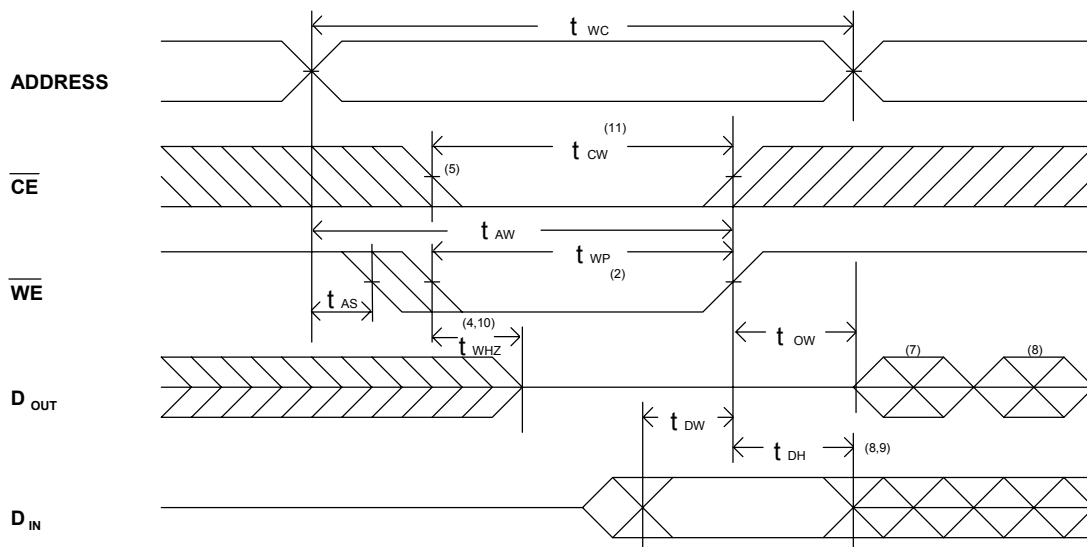 t WC
ADDRESS
(11)
t CW
CE
(5)
t AW
t WP
(2)
WE
t AS
(4,10)
t WHZ
t OW
(7)
(8)
D OUT
t DW
t DH
(8,9)
D IN